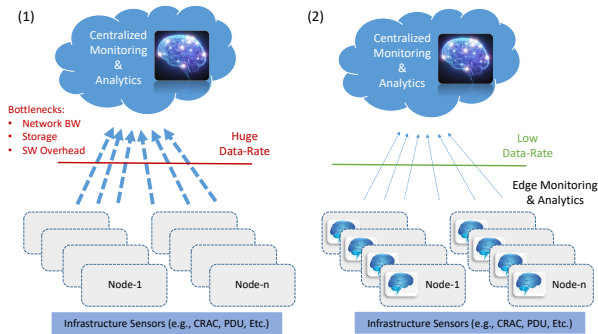 (1)
Centralized
Monitoring
&
Analytics
Bottlenecks:
• Network BW
• Storage
• SW Overhead
Huge
Data-Rate
Node-1
Node-n
Infrastructure Sensors (e.g., CRAC, PDU, Etc.)
(2)
Centralized
Monitoring
&
Analytics
Low
Data-Rate
Edge Monitoring
& Analytics
Node-1
Node-n
Infrastructure Sensors (e.g., CRAC, PDU, Etc.)